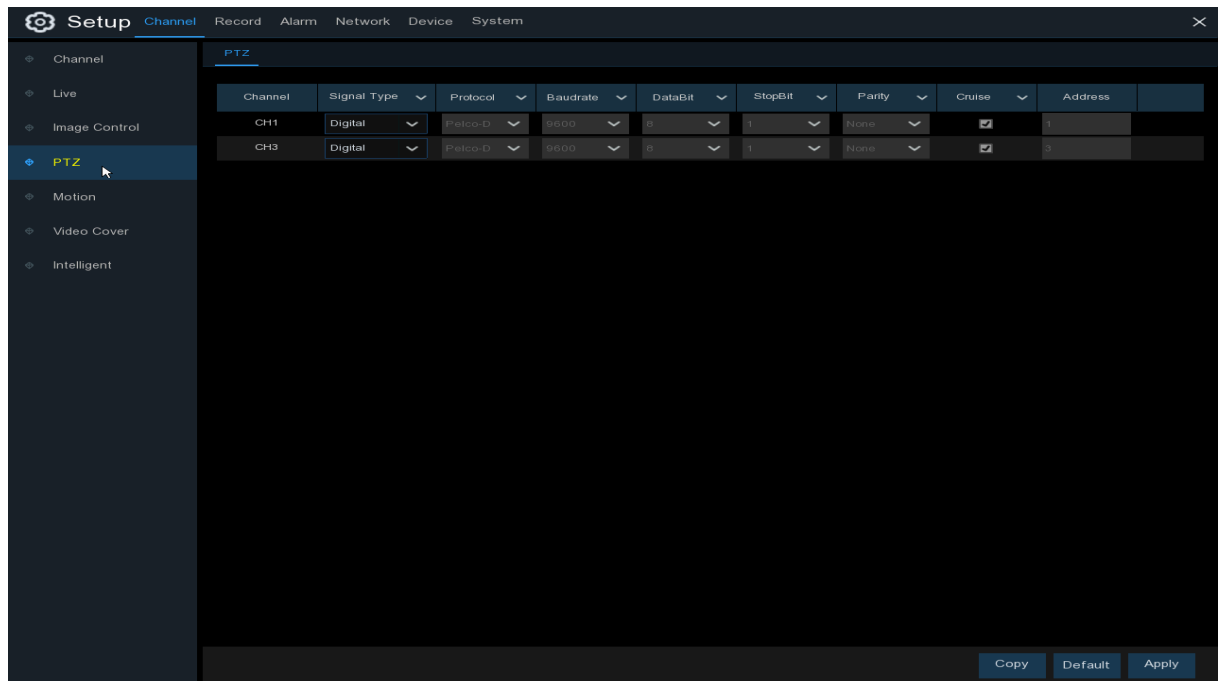 Setup Channel Record Alarm Network Device System
Channel
Live
Image Control
PTZ
Motion
Video Cover
Intelligent
PTZ
Channel Signal Type Protocol Baudrate DataBit StopBit Parity Cruise Address
CH1 Digital Pelco-D 9600 8 1 None 1
CH3 Digital Pelco-D 9600 8 1 None 3
Copy Default Apply